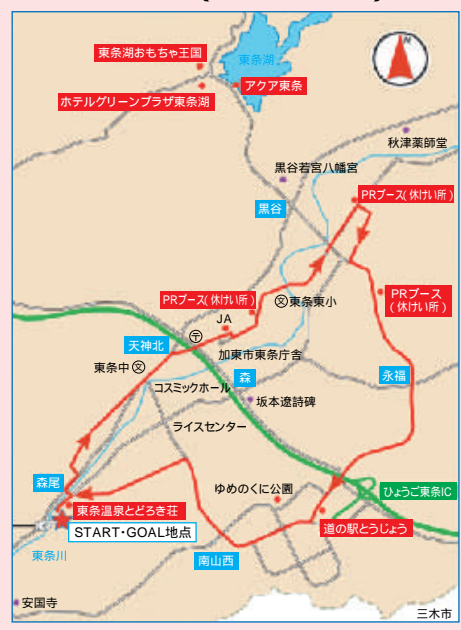 東条湖おもちゃ王国
東条湖
N
アクア東条
ホテルグリーンプラザ東条湖
秋津薬師堂
黒谷若宮八幡宮
PRブース(休けい所)
黒谷
PRブース(休けい所)
文東条東小
PRブース
(休けい所)
JA
〒
天神北
加東市東条庁舎
東条中文
コスミックホール
森
永福
坂本遼詩碑
ライスセンター
森尾
ゆめのくに公園
ひょうご東条IC
東条温泉とどろき荘
START・GOAL地点
道の駅とうじょう
東条川
南山西
安国寺
三木市